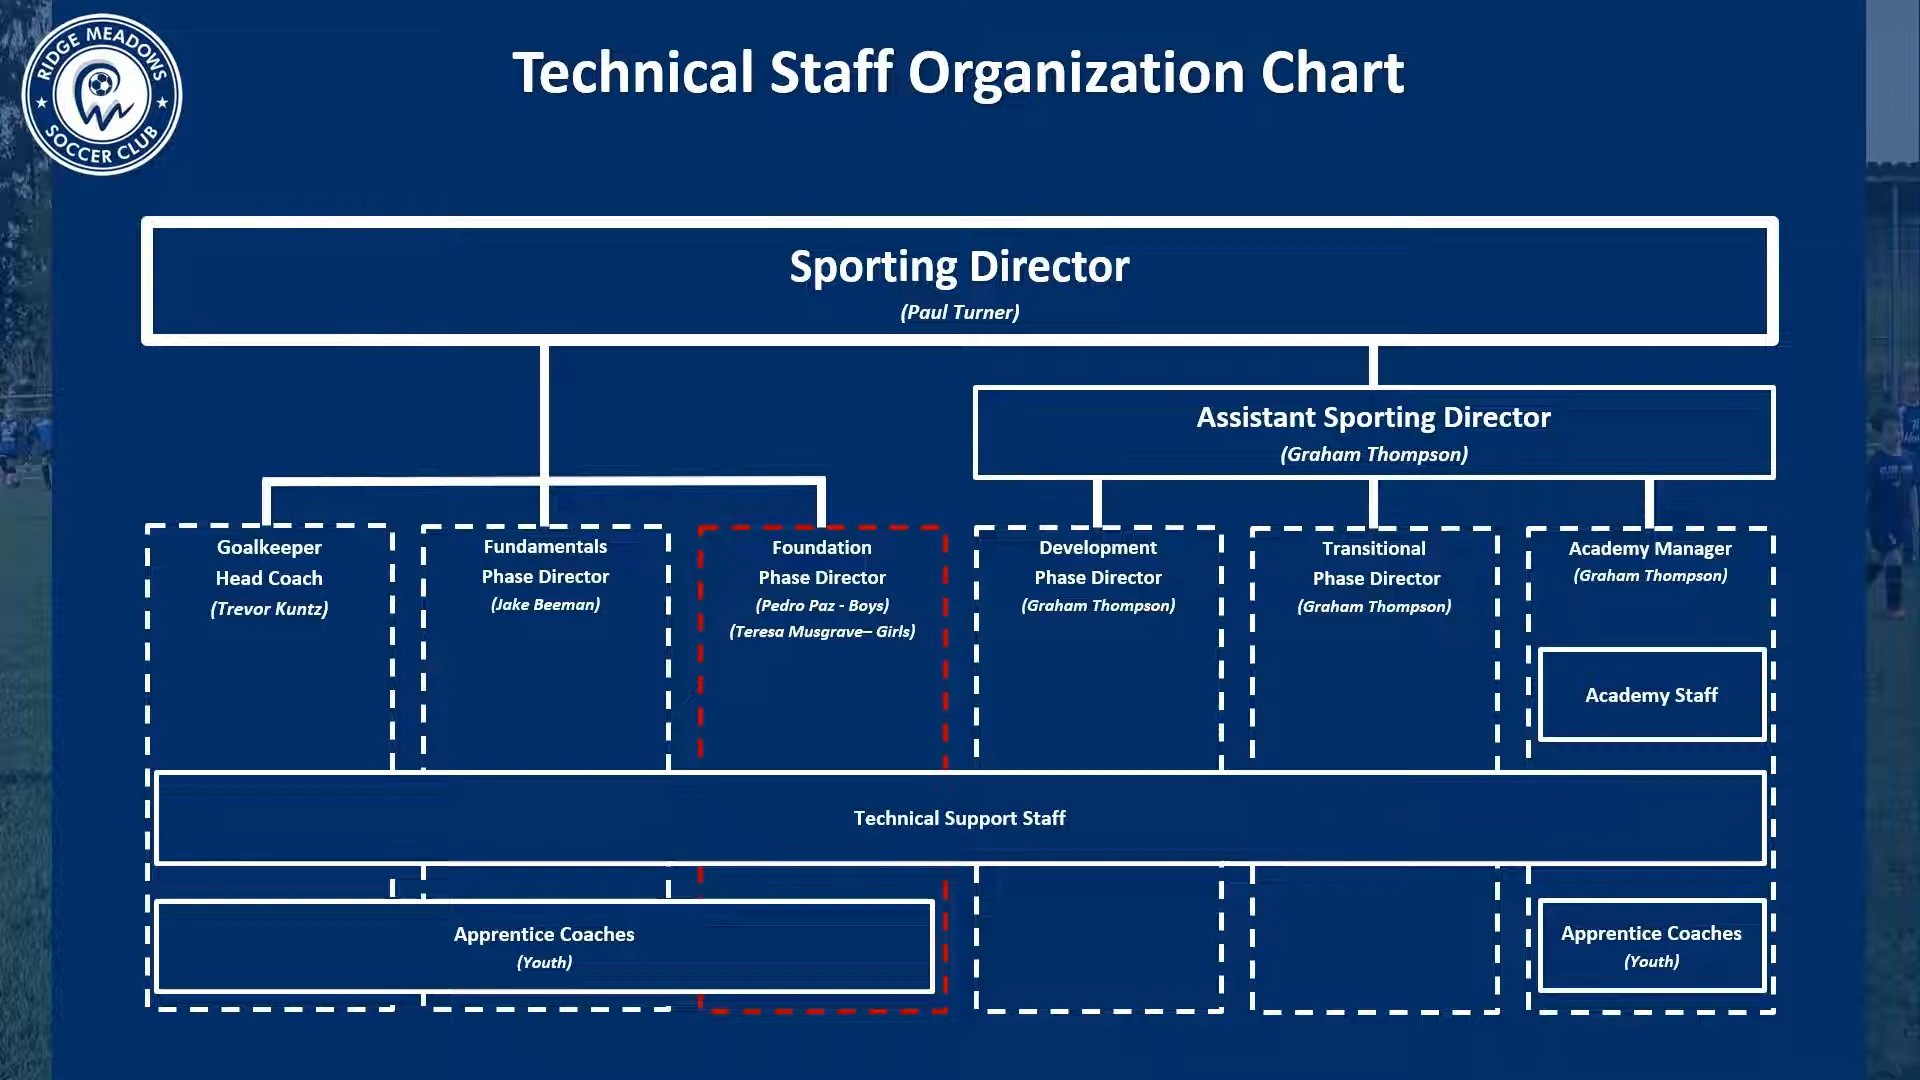 RIDGE MEADOWS
SOCCER CLUB
Technical Staff Organization Chart
Sporting Director
(Paul Turner)
Assistant Sporting Director
(Graham Thompson)
Goalkeeper
Head Coach
(Trevor Kuntz)
Fundamentals
Phase Director
(Jake Beeman)
Foundation
Phase Director
(Pedro Paz - Boys)
(Teresa Musgrave– Girls)
Development
Phase Director
(Graham Thompson)
Transitional
Phase Director
(Graham Thompson)
Academy Manager
(Graham Thompson)
Academy Staff
Technical Support Staff
Apprentice Coaches
(Youth)
Apprentice Coaches
(Youth)